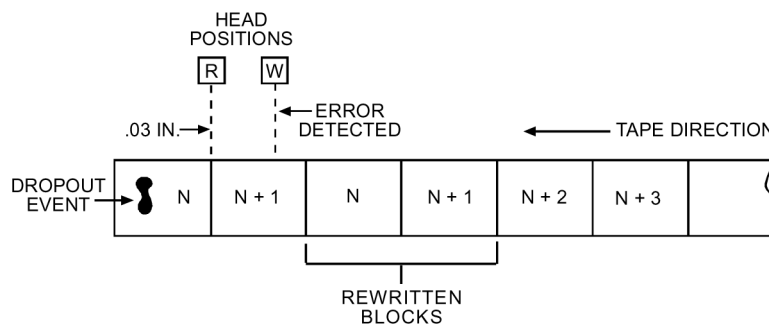 HEAD
POSITIONS
R
W
.03 IN.
ERROR
DETECTED
TAPE DIRECTION
DROPOUT
EVENT
N
N + 1
N
N + 1
N + 2
N + 3
REWRITTEN
BLOCKS